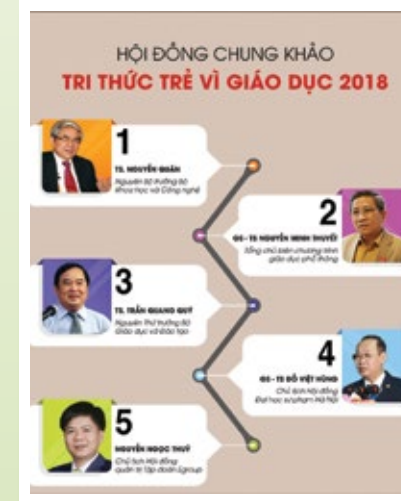 HỘI ĐỒNG CHUNG KHẢO
TRI THỨC TRẺ VÌ GIÁO DỤC 2018
1
TS. NGUYỄN QUÂN
Nguyên Bộ trưởng Bộ
Khoa học và Công nghệ
2
GS - TS NGUYỄN MINH THUYẾT
Tổng chủ biên chương trình
giáo dục phổ thông
3
TS. TRẦN QUANG QUÝ
Nguyên Thứ trưởng Bộ
Giáo dục và Đào tạo
4
GS - TS ĐỖ VIỆT HÙNG
Chủ tịch Hội đồng
Đại học sư phạm Hà Nội
5
NGUYỄN NGỌC THUỶ
Chủ tịch Hội đồng
quản trị Tập đoàn Egroup